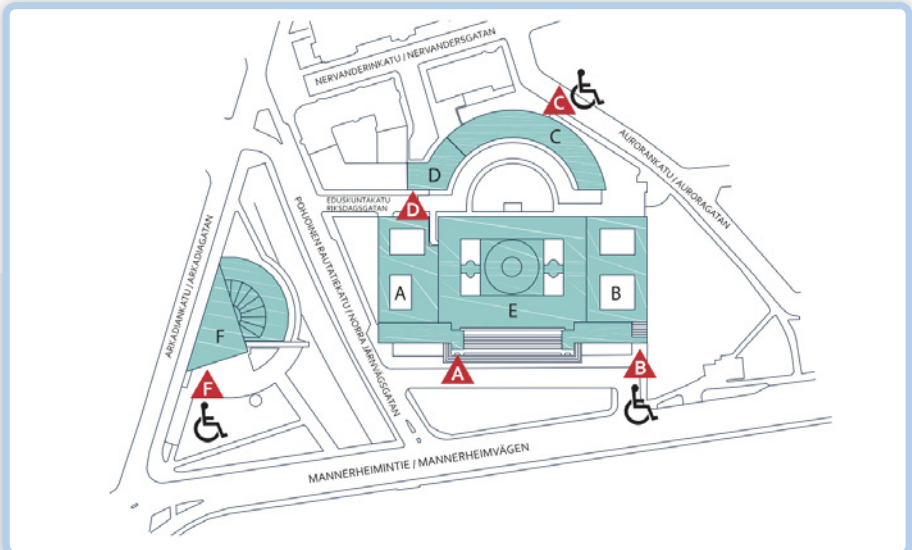 NERVANDERINKATU / NERVANDERSGATAN
C
C
AURORANKATU / AURORAGATAN
D
EDUSKUNTAKATU
RIKSDAGSGATAN
D
POHJOINEN RAUTATIEKATU / NORRA JÄRNVÄGSGATAN
ARKADIANKATU / ARKADIAGATAN
A
B
E
F
A
B
F
MANNERHEIMINTIE / MANNERHEIMVÄGEN